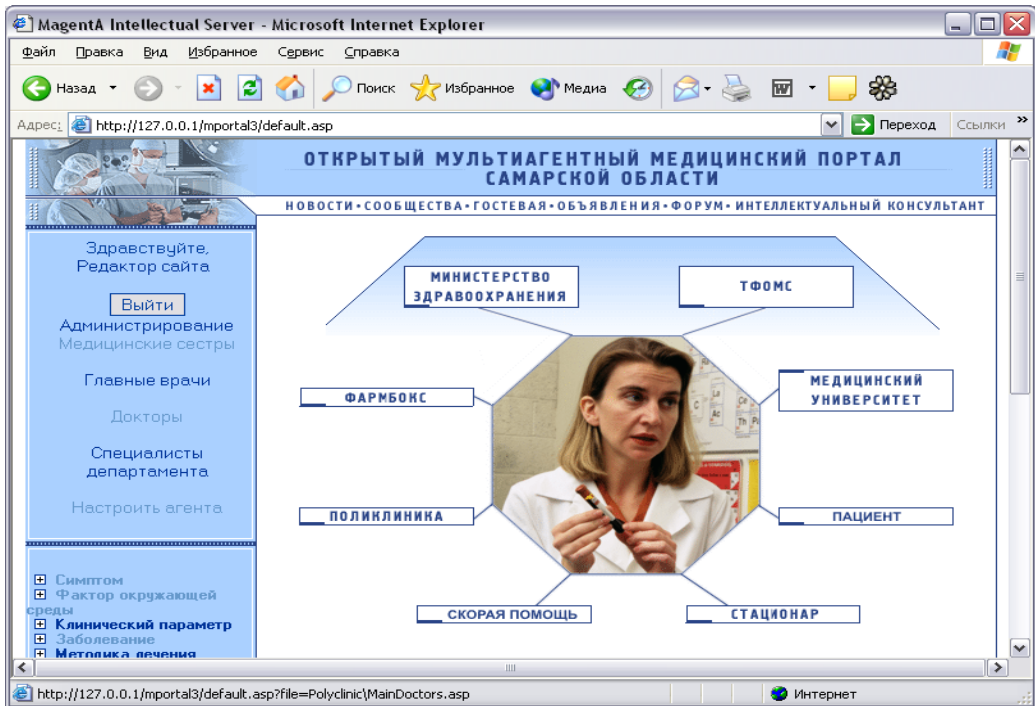 MagentA Intellectual Server - Microsoft Internet Explorer
Файл Правка Вид Избранное Сервис Справка
Назад Поиск Избранное Медиа
Адрес: http://127.0.0.1/mportal3/default.asp Переход Ссылки »
ОТКРЫТЫЙ МУЛЬТИАГЕНТНЫЙ МЕДИЦИНСКИЙ ПОРТАЛ
САМАРСКОЙ ОБЛАСТИ
НОВОСТИ•СООБЩЕСТВА•ГОСТЕВАЯ•ОБЪЯВЛЕНИЯ•ФОРУМ•ИНТЕЛЛЕКТУАЛЬНЫЙ КОНСУЛЬТАНТ
Здравствуйте,
Редактор сайта
Выйти
Администрирование
Медицинские сестры
Главные врачи
Докторы
Специалисты
департамента
Настроить агента
Симптом
Фактор окружающей
среды
Клинический параметр
Заболевание
Методика лечения
МИНИСТЕРСТВО
ЗДРАВООХРАНЕНИЯ
ТФОМС
ФАРМБОКС
МЕДИЦИНСКИЙ
УНИВЕРСИТЕТ
ПОЛИКЛИНИКА
ПАЦИЕНТ
СКОРАЯ ПОМОЩЬ
СТАЦИОНАР
http://127.0.0.1/mportal3/default.asp?file=Polyclinic\MainDoctors.asp Интернет